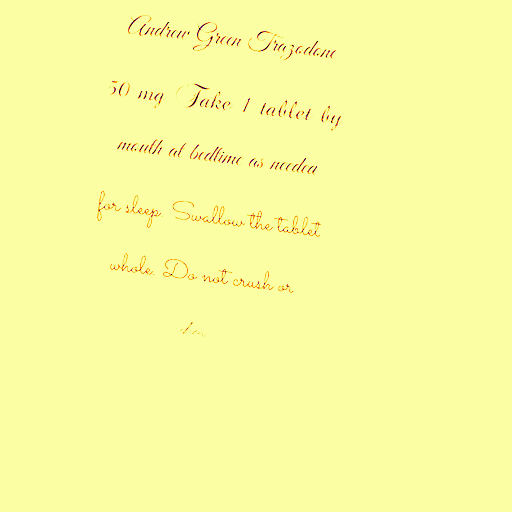 Andrew Green Trazodone
50 mg Take 1 tablet by
mouth at bedtime as needed
for sleep. Swallow the tablet
whole. Do not crush or